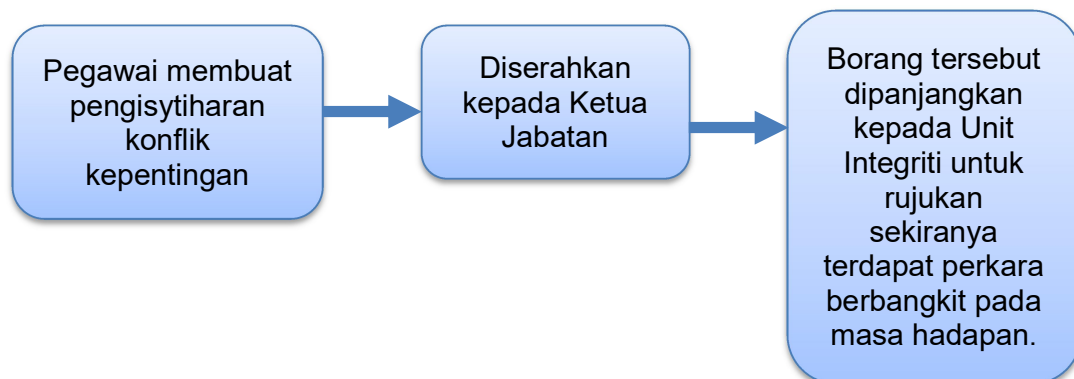 Pegawai membuat
pengisytiharan
konflik
kepentingan
Diserahkan
kepada Ketua
Jabatan
Borang tersebut
dipanjangkan
kepada Unit
Integriti untuk
rujukan
sekiranya
terdapat perkara
berbangkit pada
masa hadapan.